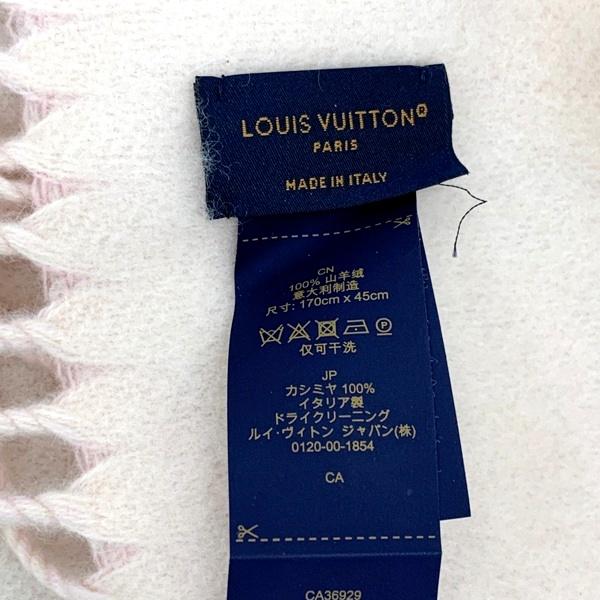 LOUIS VUITTON®
PARIS
MADE IN ITALY
CN
100% 山羊绒
意大利制造
尺寸: 170cm x 45cm
P
仅可干洗
JP
カシミヤ 100%
イタリア製
ドライクリーニング
ルイ・ヴィトン ジャパン(株)
0120-00-1854
CA
CA36929